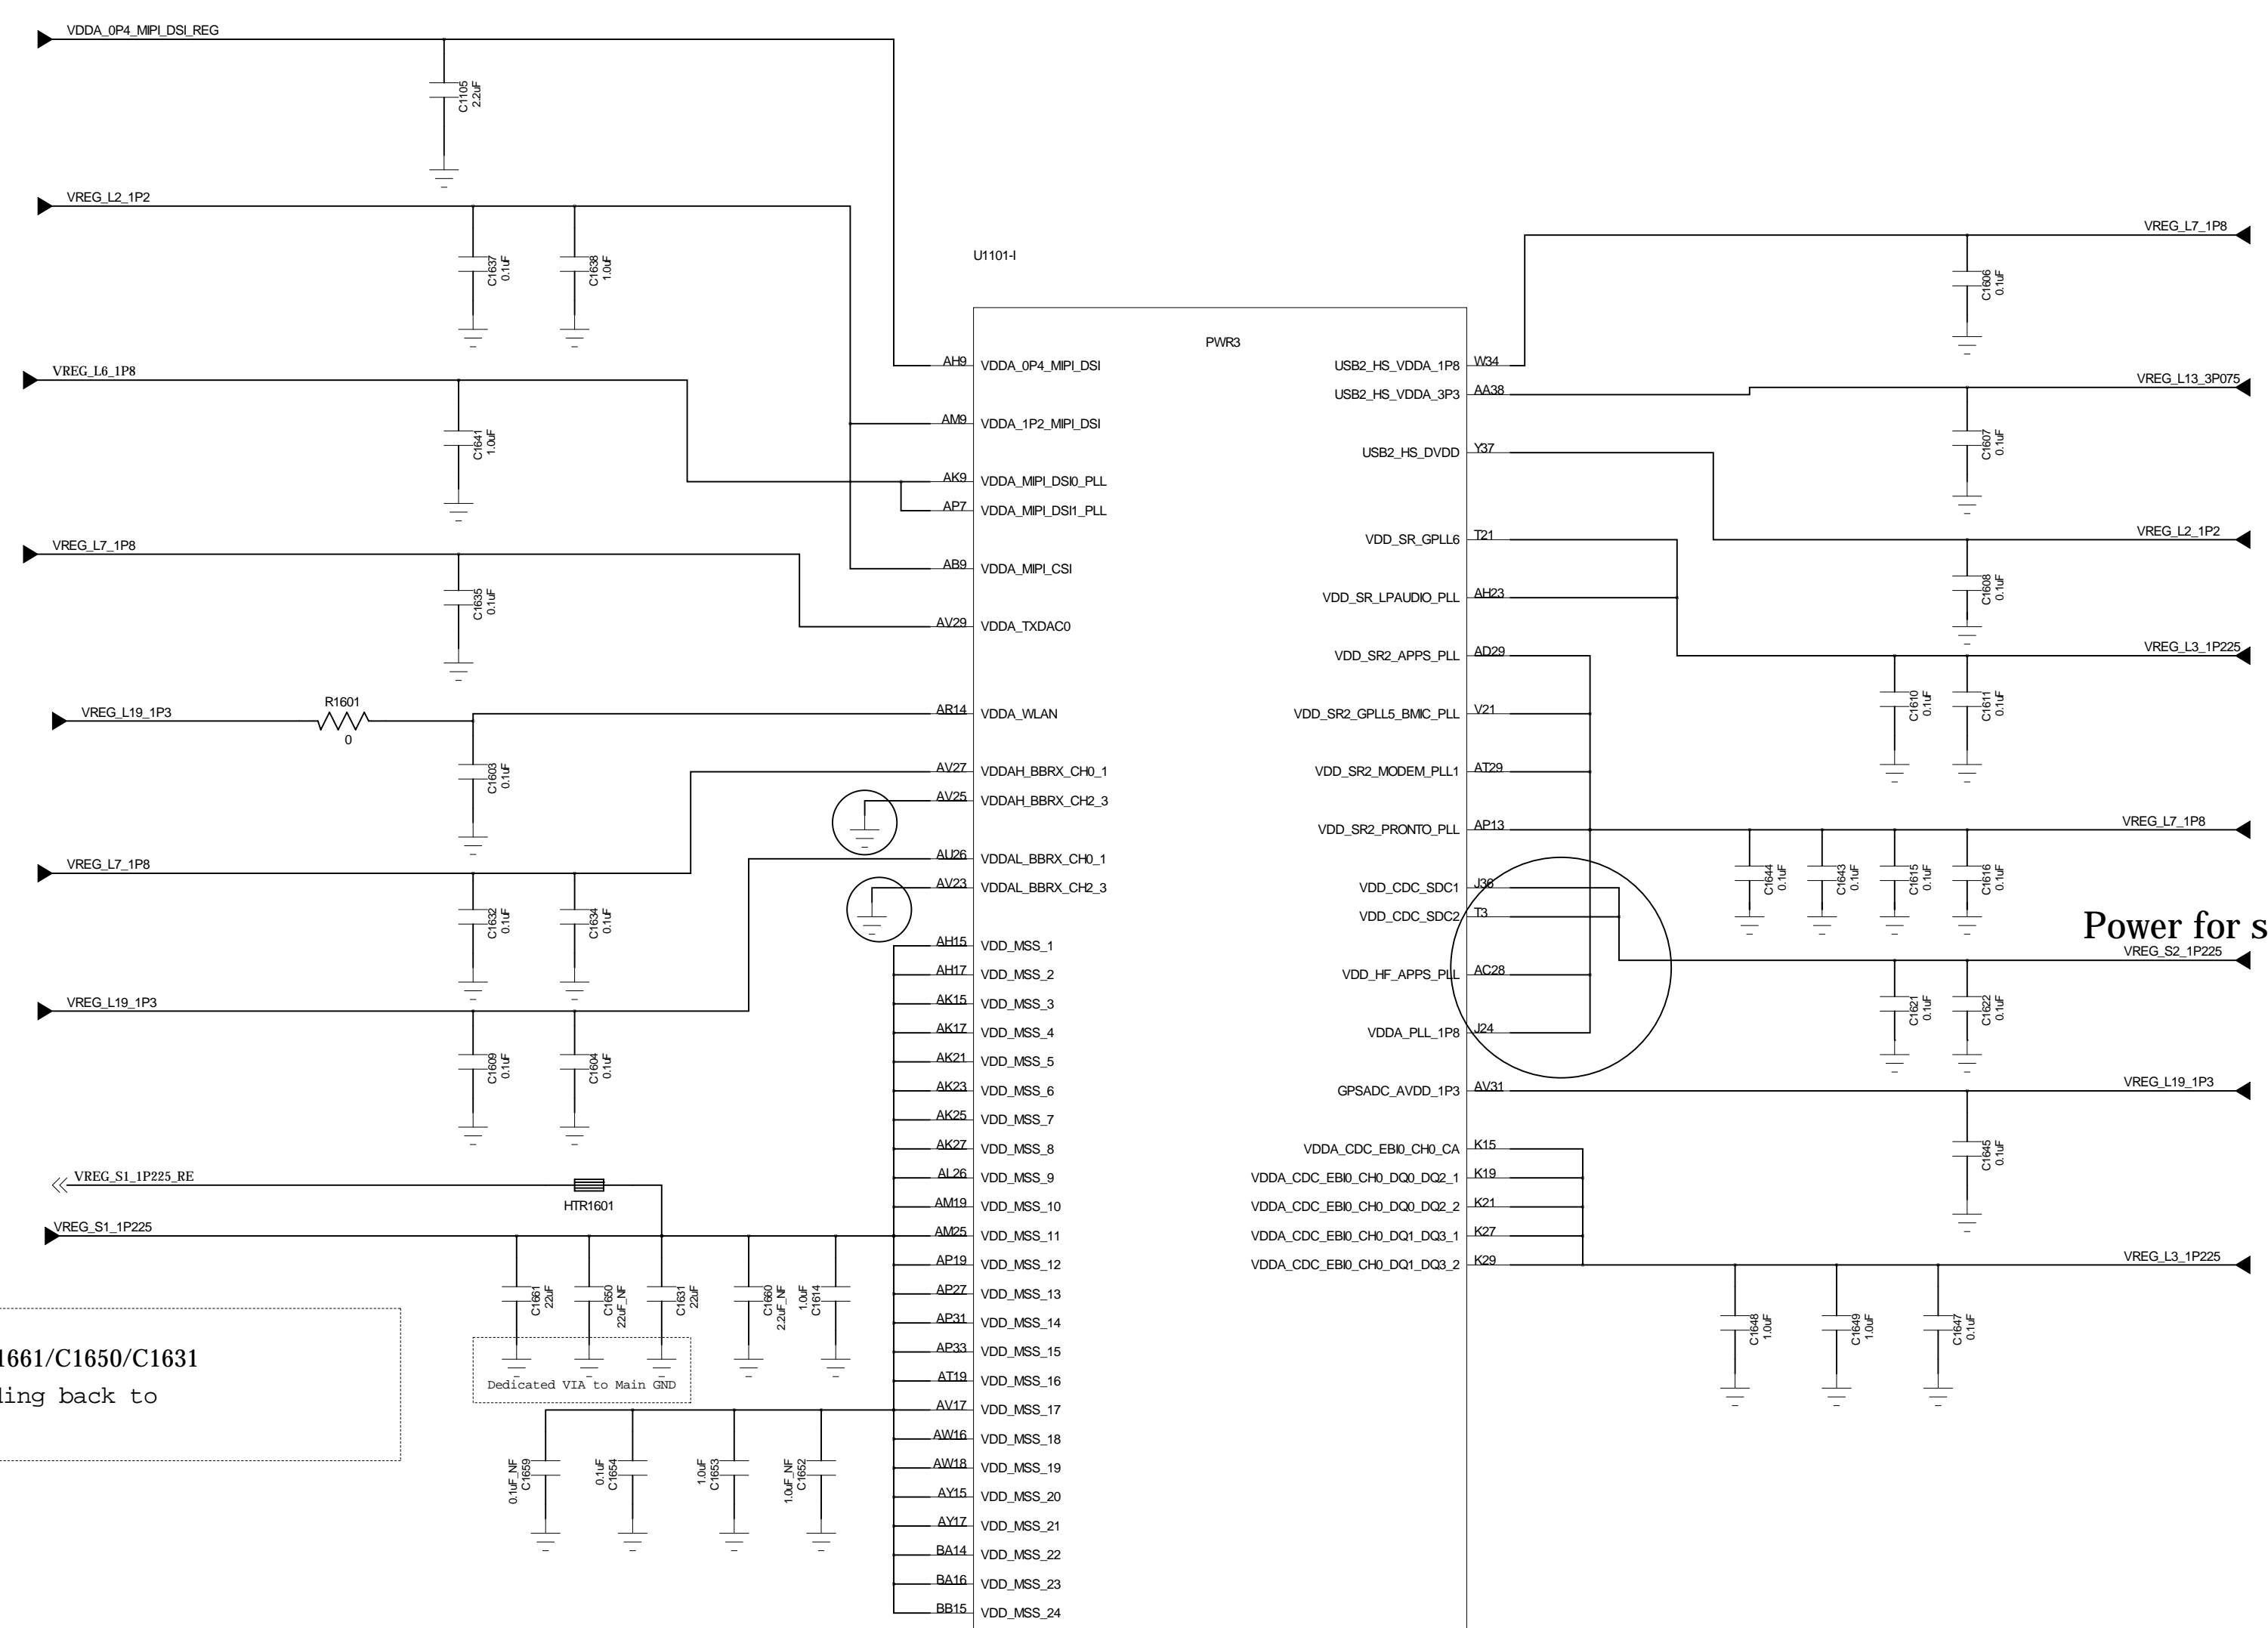 VDDA_0P4_MIPI_DSI_REG
C1105
2.2uF
VREG_L2_1P2
C1637
0.1uF
C1638
1.0uF
VREG_L6_1P8
C1641
1.0uF
VREG_L7_1P8
C1635
0.1uF
VREG_L19_1P3
R1601
0
C1603
0.1uF
VREG_L7_1P8
C1632
0.1uF
C1634
0.1uF
VREG_L19_1P3
C1609
0.1uF
C1604
0.1uF
VREG_S1_1P225_RE
HTR1601
VREG_S1_1P225
C1661
22uF
C1650
22uF_NF
C1631
22uF
C1660
2.2uF_NF
1.0uF
C1614
Dedicated VIA to Main GND
1661/C1650/C1631
ling back to
0.1uF_NF
C1659
0.1uF
C1654
1.0uF
C1653
1.0uF_NF
C1652
U1101-I
PWR3
AH9 VDDA_0P4_MIPI_DSI
AM9 VDDA_1P2_MIPI_DSI
AK9 VDDA_MIPI_DSI0_PLL
AP7 VDDA_MIPI_DSI1_PLL
AB9 VDDA_MIPI_CSI
AV29 VDDA_TXDAC0
AR14 VDDA_WLAN
AV27 VDDAH_BBRX_CH0_1
AV25 VDDAH_BBRX_CH2_3
AU26 VDDAL_BBRX_CH0_1
AV23 VDDAL_BBRX_CH2_3
AH15 VDD_MSS_1
AH17 VDD_MSS_2
AK15 VDD_MSS_3
AK17 VDD_MSS_4
AK21 VDD_MSS_5
AK23 VDD_MSS_6
AK25 VDD_MSS_7
AK27 VDD_MSS_8
AL26 VDD_MSS_9
AM19 VDD_MSS_10
AM25 VDD_MSS_11
AP19 VDD_MSS_12
AP27 VDD_MSS_13
AP31 VDD_MSS_14
AP33 VDD_MSS_15
AT19 VDD_MSS_16
AV17 VDD_MSS_17
AW16 VDD_MSS_18
AW18 VDD_MSS_19
AY15 VDD_MSS_20
AY17 VDD_MSS_21
BA14 VDD_MSS_22
BA16 VDD_MSS_23
BB15 VDD_MSS_24
USB2_HS_VDDA_1P8 W34
USB2_HS_VDDA_3P3 AA38
USB2_HS_DVDD Y37
VDD_SR_GPLL6 T21
VDD_SR_LPAUDIO_PLL AH23
VDD_SR2_APPS_PLL AD29
VDD_SR2_GPLL5_BMIC_PLL V21
VDD_SR2_MODEM_PLL1 AT29
VDD_SR2_PRONTO_PLL AP13
VDD_CDC_SDC1 J36
VDD_CDC_SDC2 T3
VDD_HF_APPS_PLL AC28
VDDA_PLL_1P8 J24
GPSADC_AVDD_1P3 AV31
VDDA_CDC_EBI0_CH0_CA K15
VDDA_CDC_EBI0_CH0_DQ0_DQ2_1 K19
VDDA_CDC_EBI0_CH0_DQ0_DQ2_2 K21
VDDA_CDC_EBI0_CH0_DQ1_DQ3_1 K27
VDDA_CDC_EBI0_CH0_DQ1_DQ3_2 K29
VREG_L7_1P8
C1606
0.1uF
VREG_L13_3P075
C1607
0.1uF
VREG_L2_1P2
C1608
0.1uF
VREG_L3_1P225
C1610
0.1uF
C1611
0.1uF
VREG_L7_1P8
C1644
0.1uF
C1643
0.1uF
C1615
0.1uF
C1616
0.1uF
Power for s
VREG_S2_1P225
C1621
0.1uF
C1622
0.1uF
VREG_L19_1P3
C1645
0.1uF
VREG_L3_1P225
C1648
1.0uF
C1649
1.0uF
C1647
0.1uF